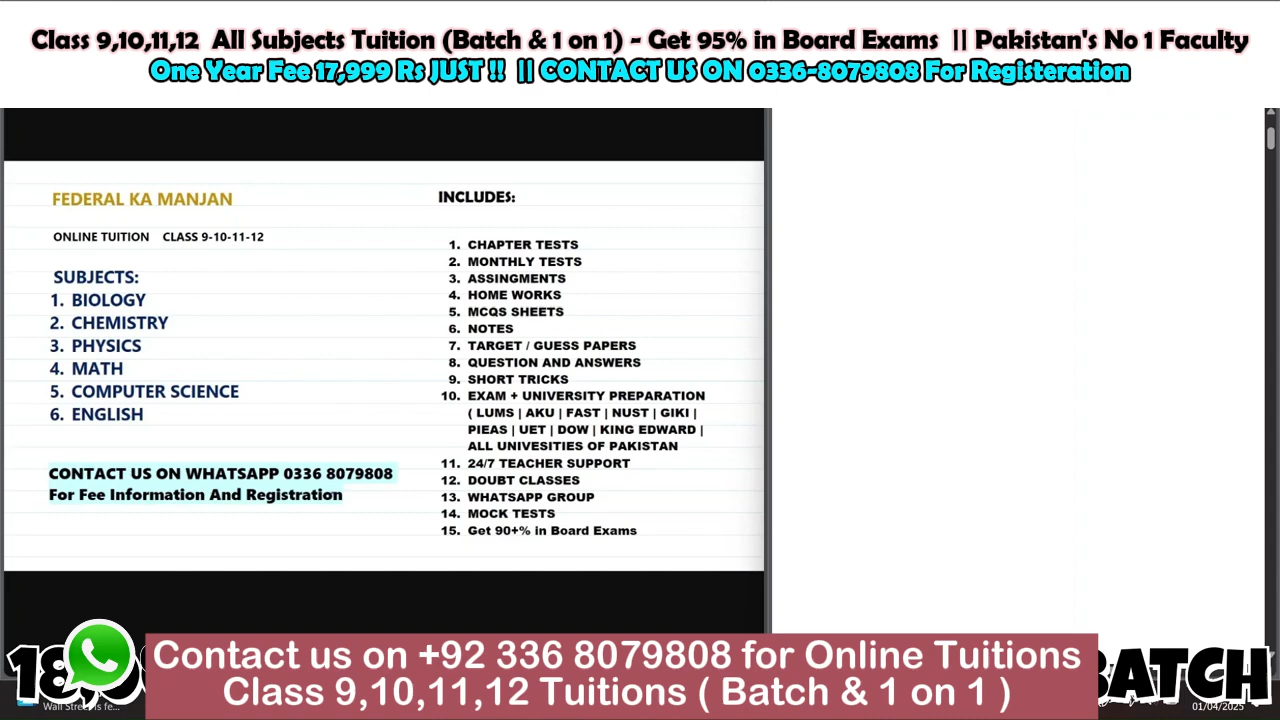 Class 9,10,11,12 All Subjects Tuition (Batch & 1 on 1) - Get 95% in Board Exams || Pakistan's No 1 Faculty
One Year Fee 17,999 Rs JUST !! || CONTACT US ON 0336-8079808 For Registeration
FEDERAL KA MANJAN
ONLINE TUITION CLASS 9-10-11-12
SUBJECTS:
1. BIOLOGY
2. CHEMISTRY
3. PHYSICS
4. MATH
5. COMPUTER SCIENCE
6. ENGLISH
CONTACT US ON WHATSAPP 0336 8079808
For Fee Information And Registration
INCLUDES:
1. CHAPTER TESTS
2. MONTHLY TESTS
3. ASSINGMENTS
4. HOME WORKS
5. MCQS SHEETS
6. NOTES
7. TARGET / GUESS PAPERS
8. QUESTION AND ANSWERS
9. SHORT TRICKS
10. EXAM + UNIVERSITY PREPARATION
( LUMS | AKU | FAST | NUST | GIKI |
PIEAS | UET | DOW | KING EDWARD |
ALL UNIVESITIES OF PAKISTAN
11. 24/7 TEACHER SUPPORT
12. DOUBT CLASSES
13. WHATSAPP GROUP
14. MOCK TESTS
15. Get 90+% in Board Exams
Contact us on +92 336 8079808 for Online Tuitions
Class 9,10,11,12 Tuitions ( Batch & 1 on 1 )
BATCH
Wall Street is fe...
01/04/2025